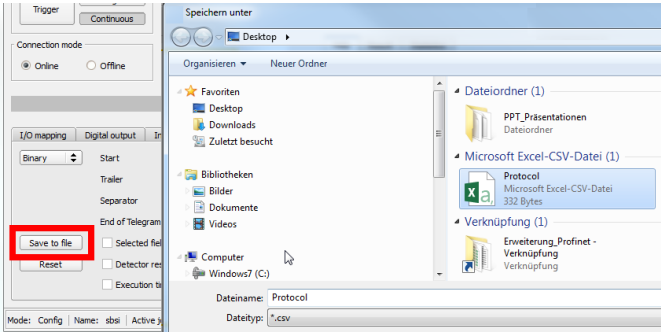 Trigger
Continuous
Connection mode
Online
Offline
I/O mapping
Digital output
Binary
Start
Trailer
Separator
End of Telegram
Save to file
Selected
Reset
Detector
Execution
Mode: Config
Name: sbsi
Active
Speichern unter
Desktop
Organisieren
Neuer Ordner
Favoriten
Desktop
Downloads
Zuletzt besucht
Bibliotheken
Bilder
Dokumente
Videos
Computer
Windows7 (C:)
Dateiordner (1)
PPT_Präsentationen
Dateiordner
Microsoft Excel-CSV-Datei (1)
Protocol
Microsoft Excel-CSV-Datei
332 Bytes
Verknüpfung (1)
Erweiterung_Profinet -
Verknüpfung
Verknüpfung
Dateiname: Protocol
Dateityp: *.csv